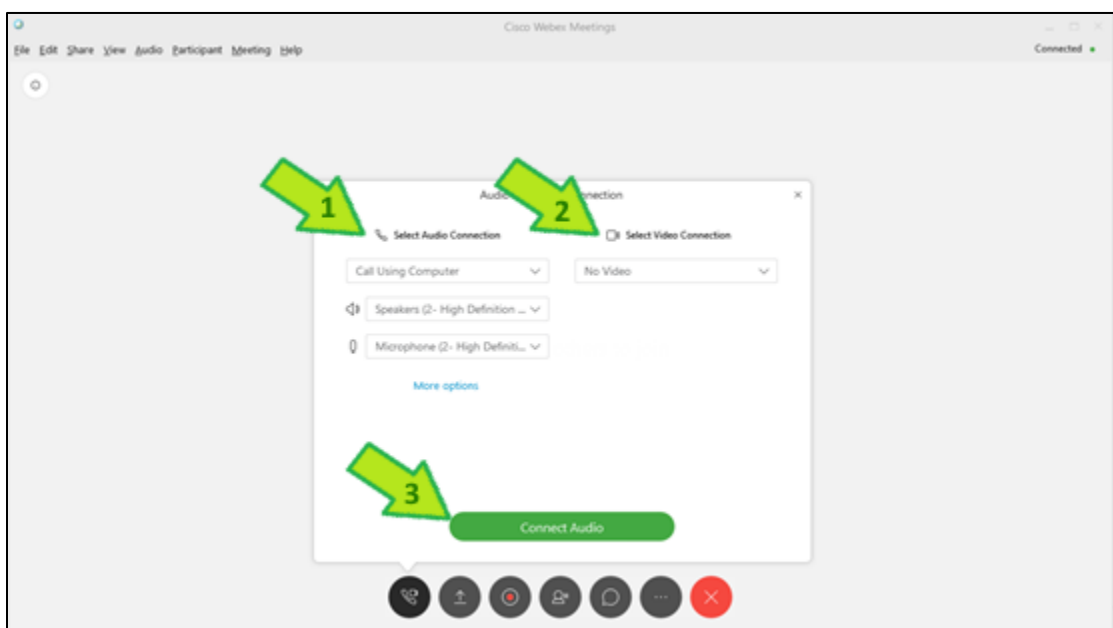 Cisco Webex Meetings
File Edit Share View Audio Participant Meeting Help
Connected
Audio nnection
1
2
Select Audio Connection
Select Video Connection
Call Using Computer
No Video
Speakers (2- High Definition ...
Microphone (2- High Definiti...
More options
3
Connect Audio